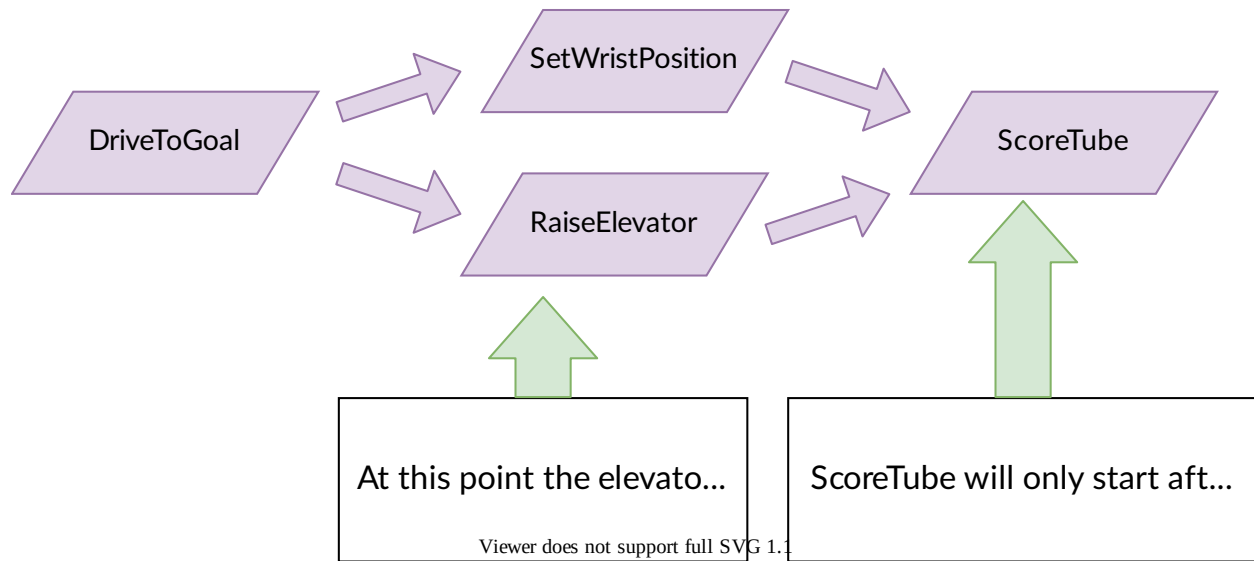 SetWristPosition
DriveToGoal
ScoreTube
RaiseElevator
At this point the elevato...
ScoreTube will only start aft...
Viewer does not support full SVG 1.1